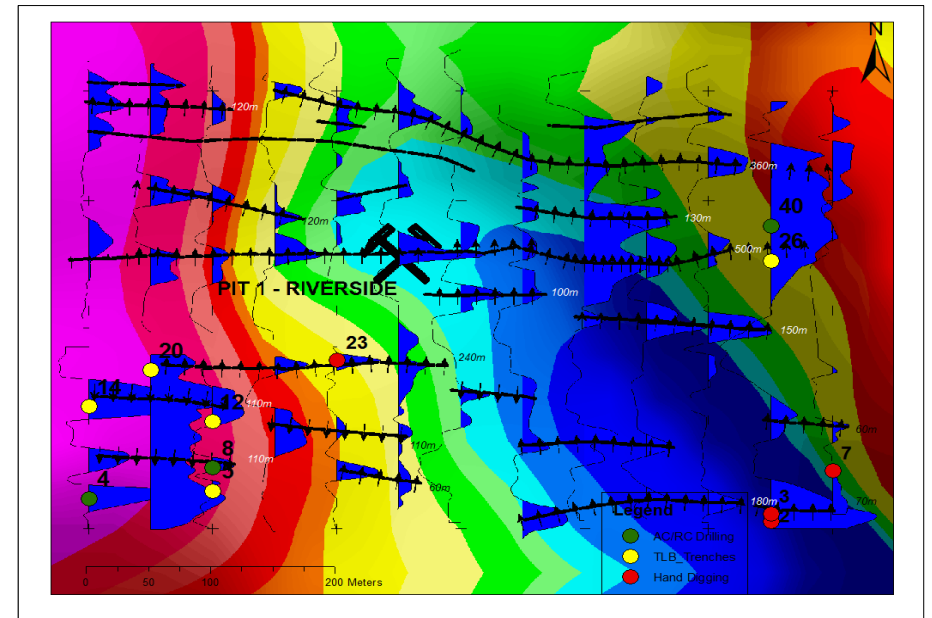 N
120m
360m
40
120m
130m
26
500m
PIT 1 - RIVERSIDE
100m
150m
23
20
240m
14
12
110m
60m
110m
8
110m
7
5
4
60m
180m
3
70m
2
Legend
AC/RC Drilling
TLB_Trenches
Hand Digging
0 50 100 200 Meters